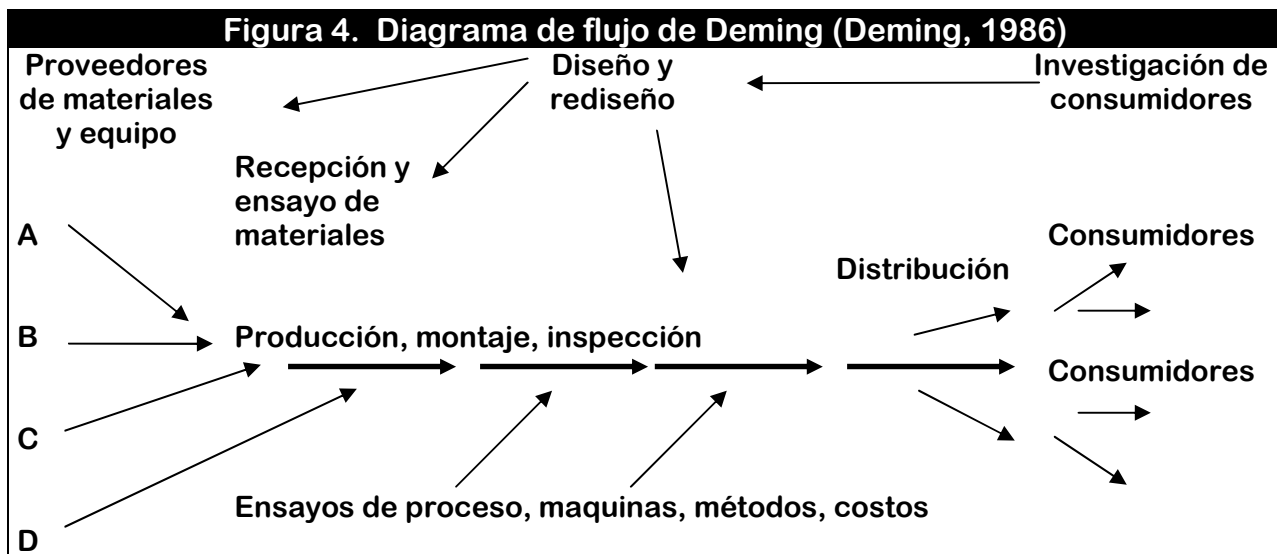 Figura 4. Diagrama de flujo de Deming (Deming, 1986)
Proveedores
de materiales
y equipo
Diseño y
rediseño
Investigación de
consumidores
Recepción y
ensayo de
materiales
A
Consumidores
Distribución
B
Producción, montaje, inspección
Consumidores
C
Ensayos de proceso, maquinas, métodos, costos
D